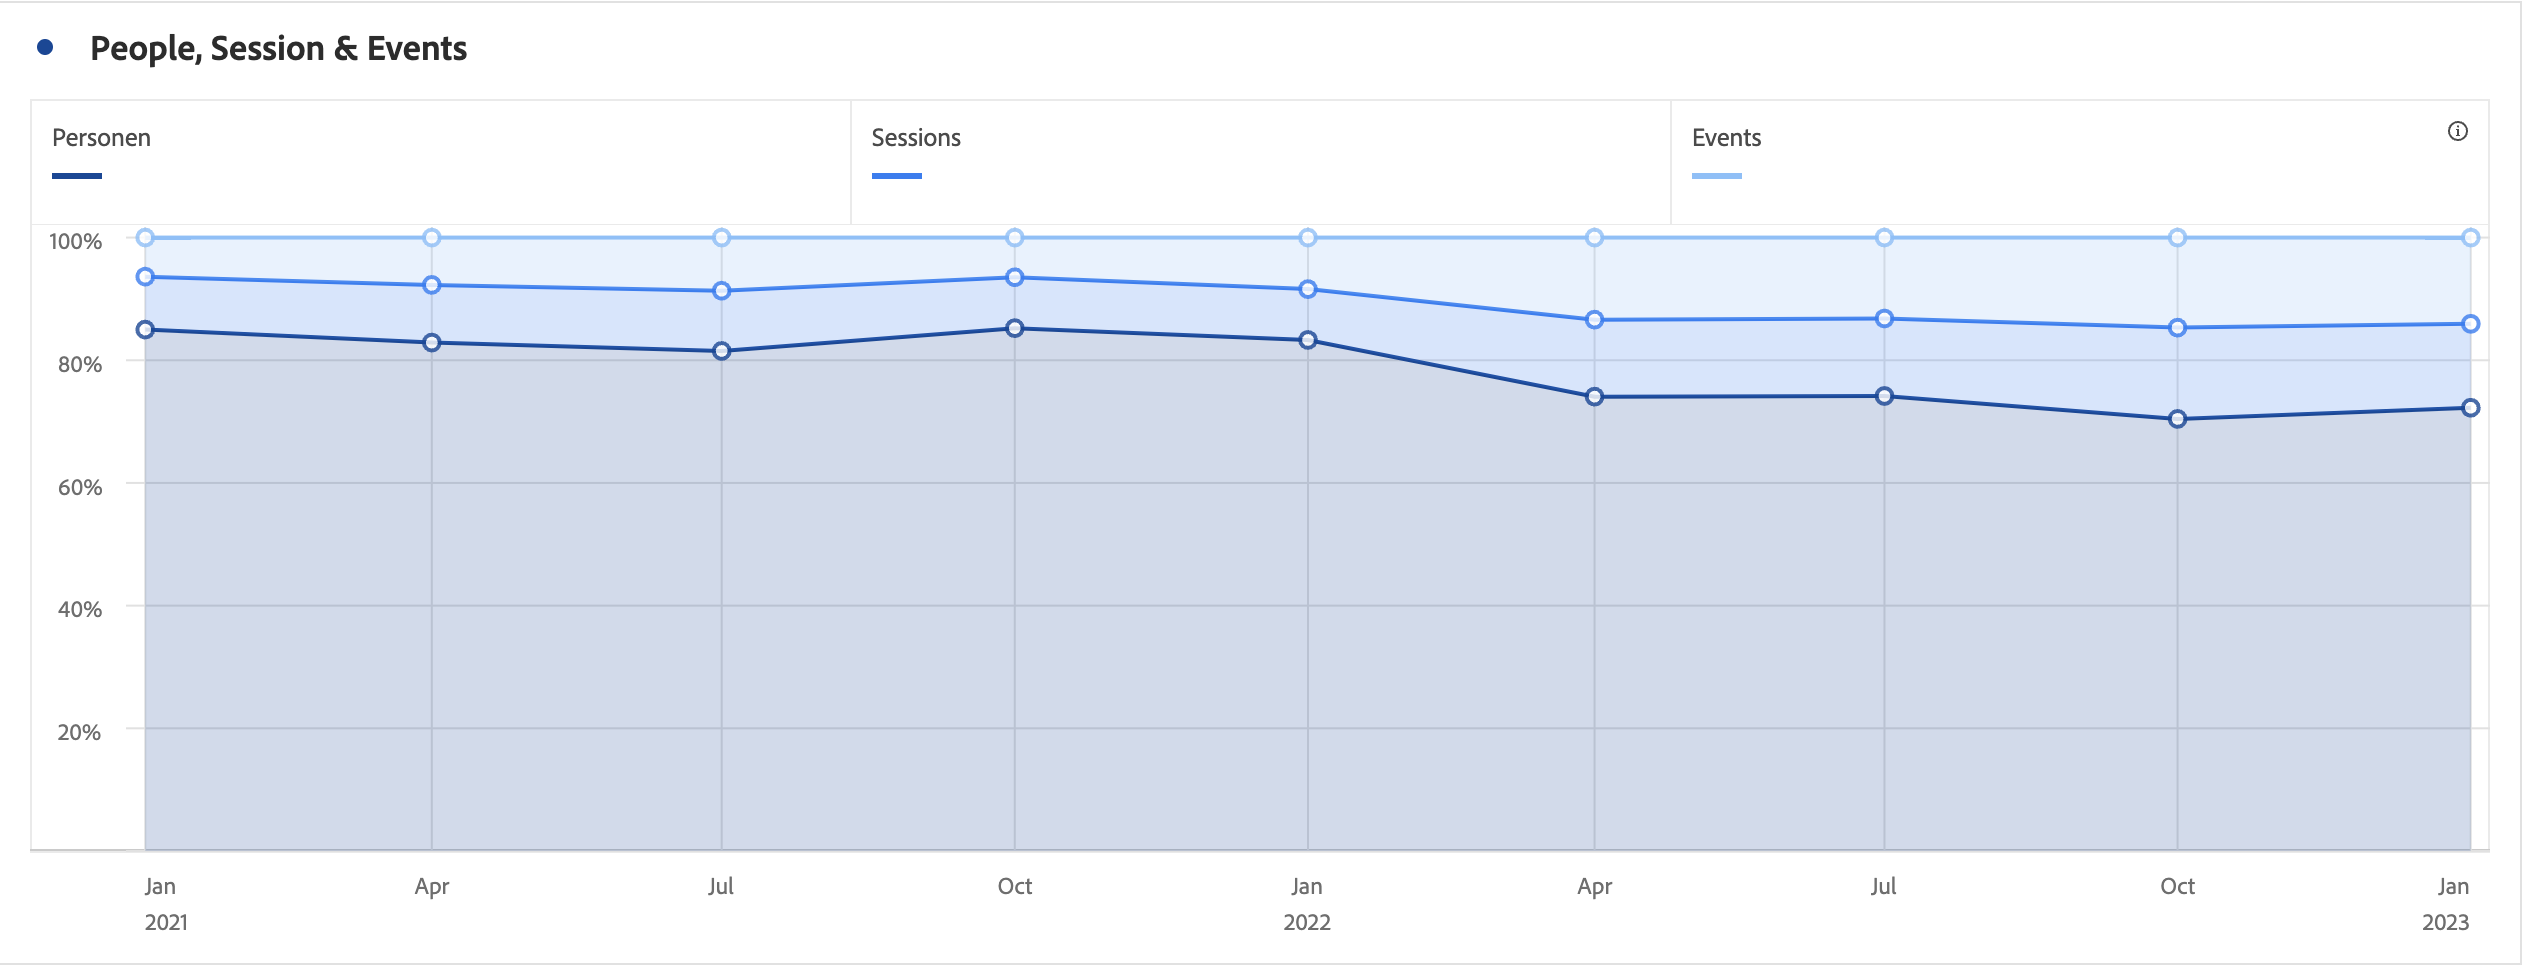 People, Session & Events
Personen
Sessions
Events
100%
80%
60%
40%
20%
Jan
Apr
Jul
Oct
Jan
Apr
Jul
Oct
Jan
2021
2022
2023